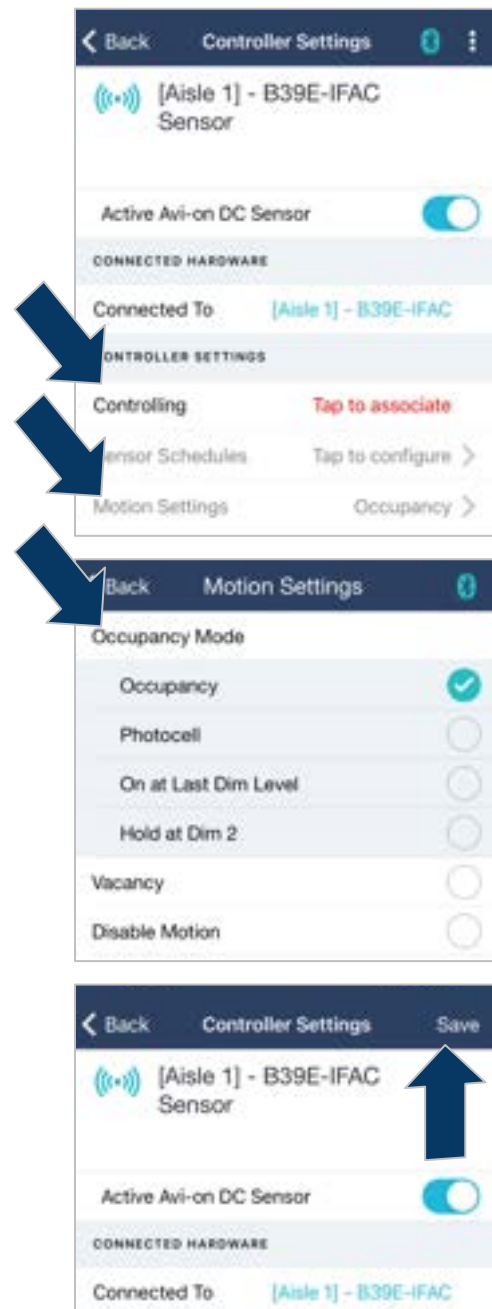 Back Controller Settings
[Aisle 1] - B39E-IFAC
Sensor
Active Avi-on DC Sensor
CONNECTED HARDWARE
Connected To [Aisle 1] - B39E-IFAC
CONTROLLER SETTINGS
Controlling Tap to associate
Sensor Schedules Tap to configure
Motion Settings Occupancy
Back Motion Settings
Occupancy Mode
Occupancy
Photocell
On at Last Dim Level
Hold at Dim 2
Vacancy
Disable Motion
Back Controller Settings Save
[Aisle 1] - B39E-IFAC
Sensor
Active Avi-on DC Sensor
CONNECTED HARDWARE
Connected To [Aisle 1] - B39E-IFAC